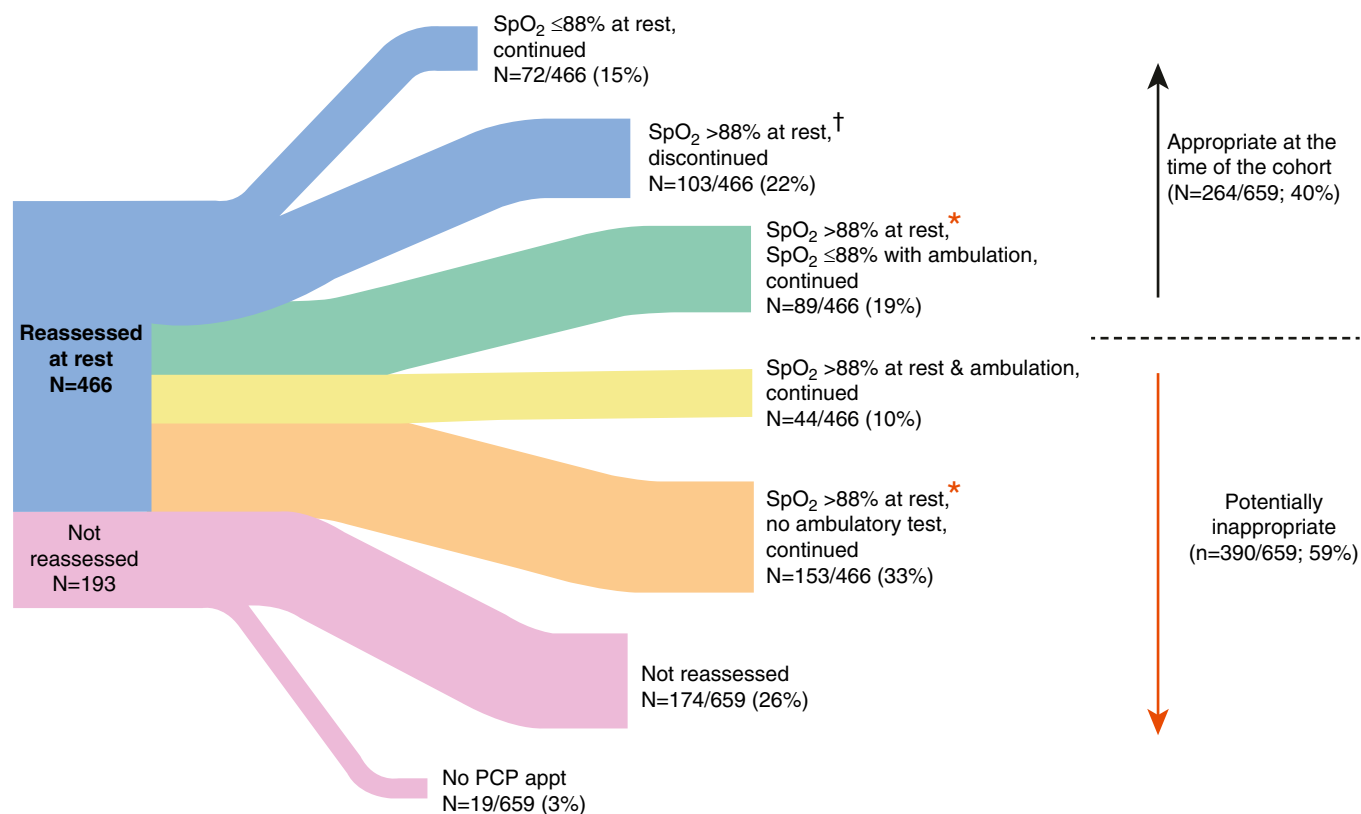 SpO₂ ≤88% at rest,
continued
N=72/466 (15%)
SpO₂ >88% at rest,†
discontinued
N=103/466 (22%)
SpO₂ >88% at rest,*
SpO₂ ≤88% with ambulation,
continued
N=89/466 (19%)
SpO₂ >88% at rest & ambulation,
continued
N=44/466 (10%)
SpO₂ >88% at rest,*
no ambulatory test,
continued
N=153/466 (33%)
Not reassessed
N=174/659 (26%)
No PCP appt
N=19/659 (3%)
Reassessed
at rest
N=466
Not
reassessed
N=193
Appropriate at the
time of the cohort
(N=264/659; 40%)
Potentially
inappropriate
(n=390/659; 59%)